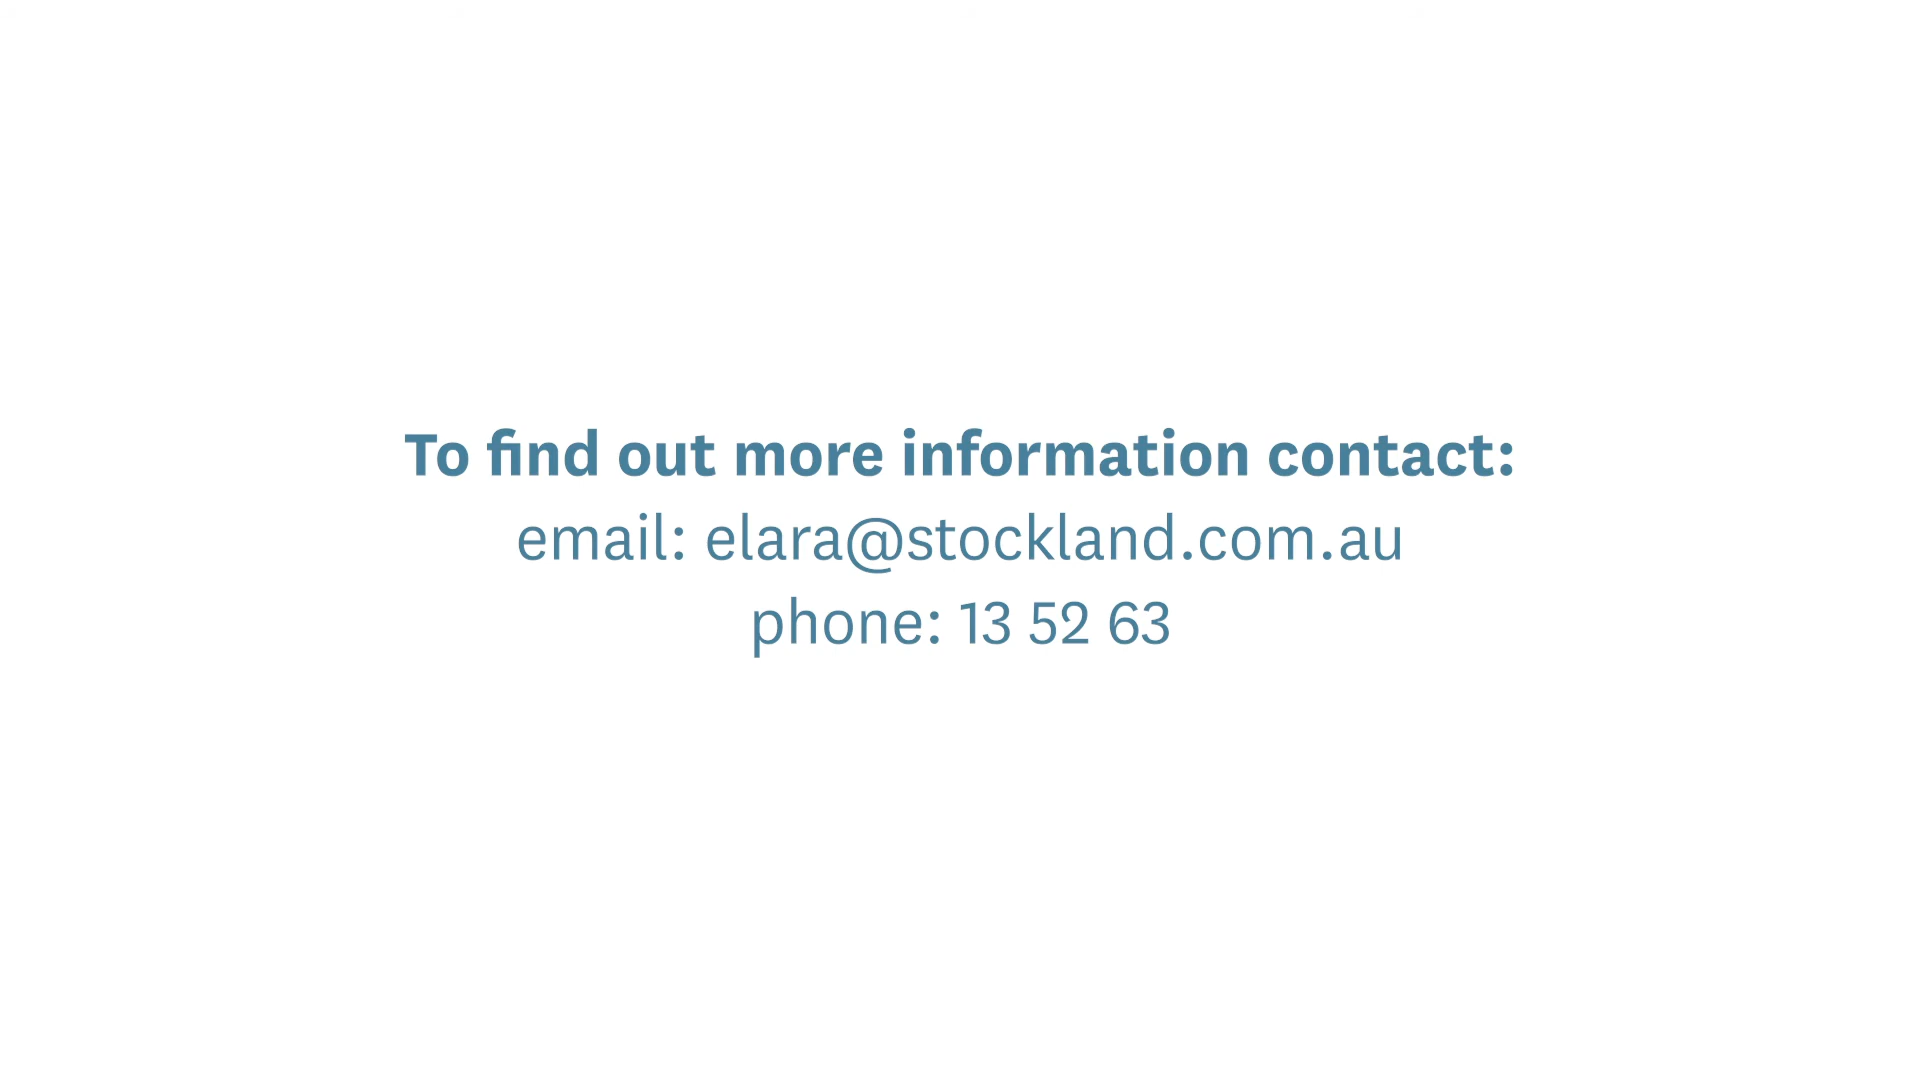 To find out more information contact:
email: elara@stockland.com.au
phone: 13 52 63